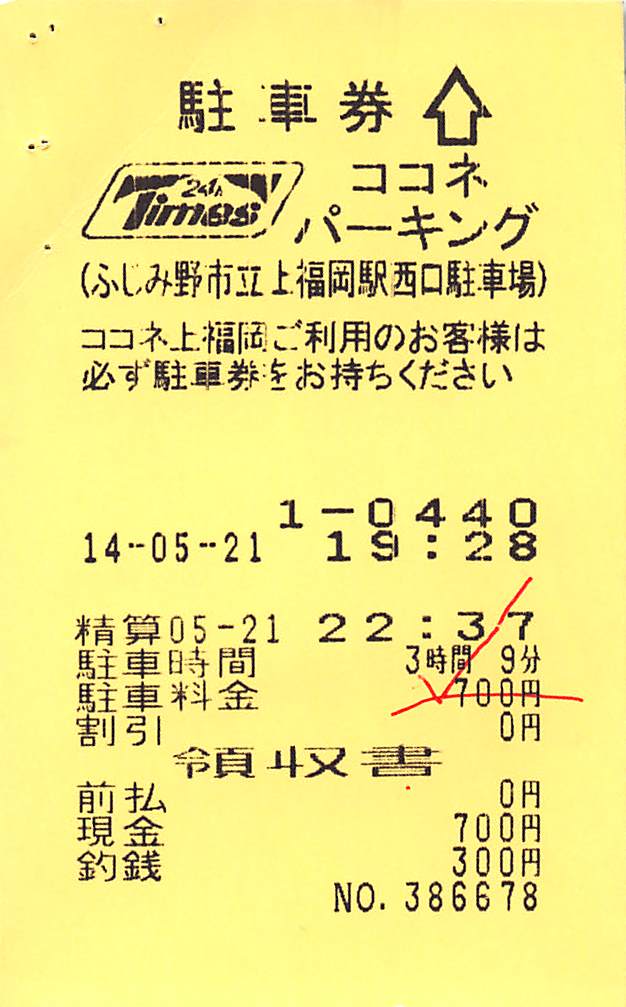 駐車券
24h Times
ココネ
パーキング
(ふじみ野市立上福岡駅西口駐車場)
ココネ上福岡ご利用のお客様は
必ず駐車券をお持ちください
1-0440
14-05-21 19:28
精算05-21 22:37
駐車時間 3時間 9分
駐車料金 700円
割引 0円
領収書
前払 0円
現金 700円
釣銭 300円
NO.386678